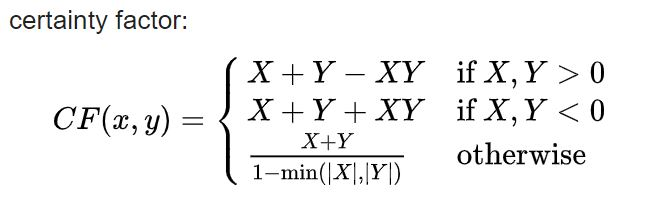 certainty factor:
X + Y − XY if X, Y > 0
CF(x, y) = { X + Y + XY if X, Y < 0
X+Y
1−min(|X|,|Y|) otherwise